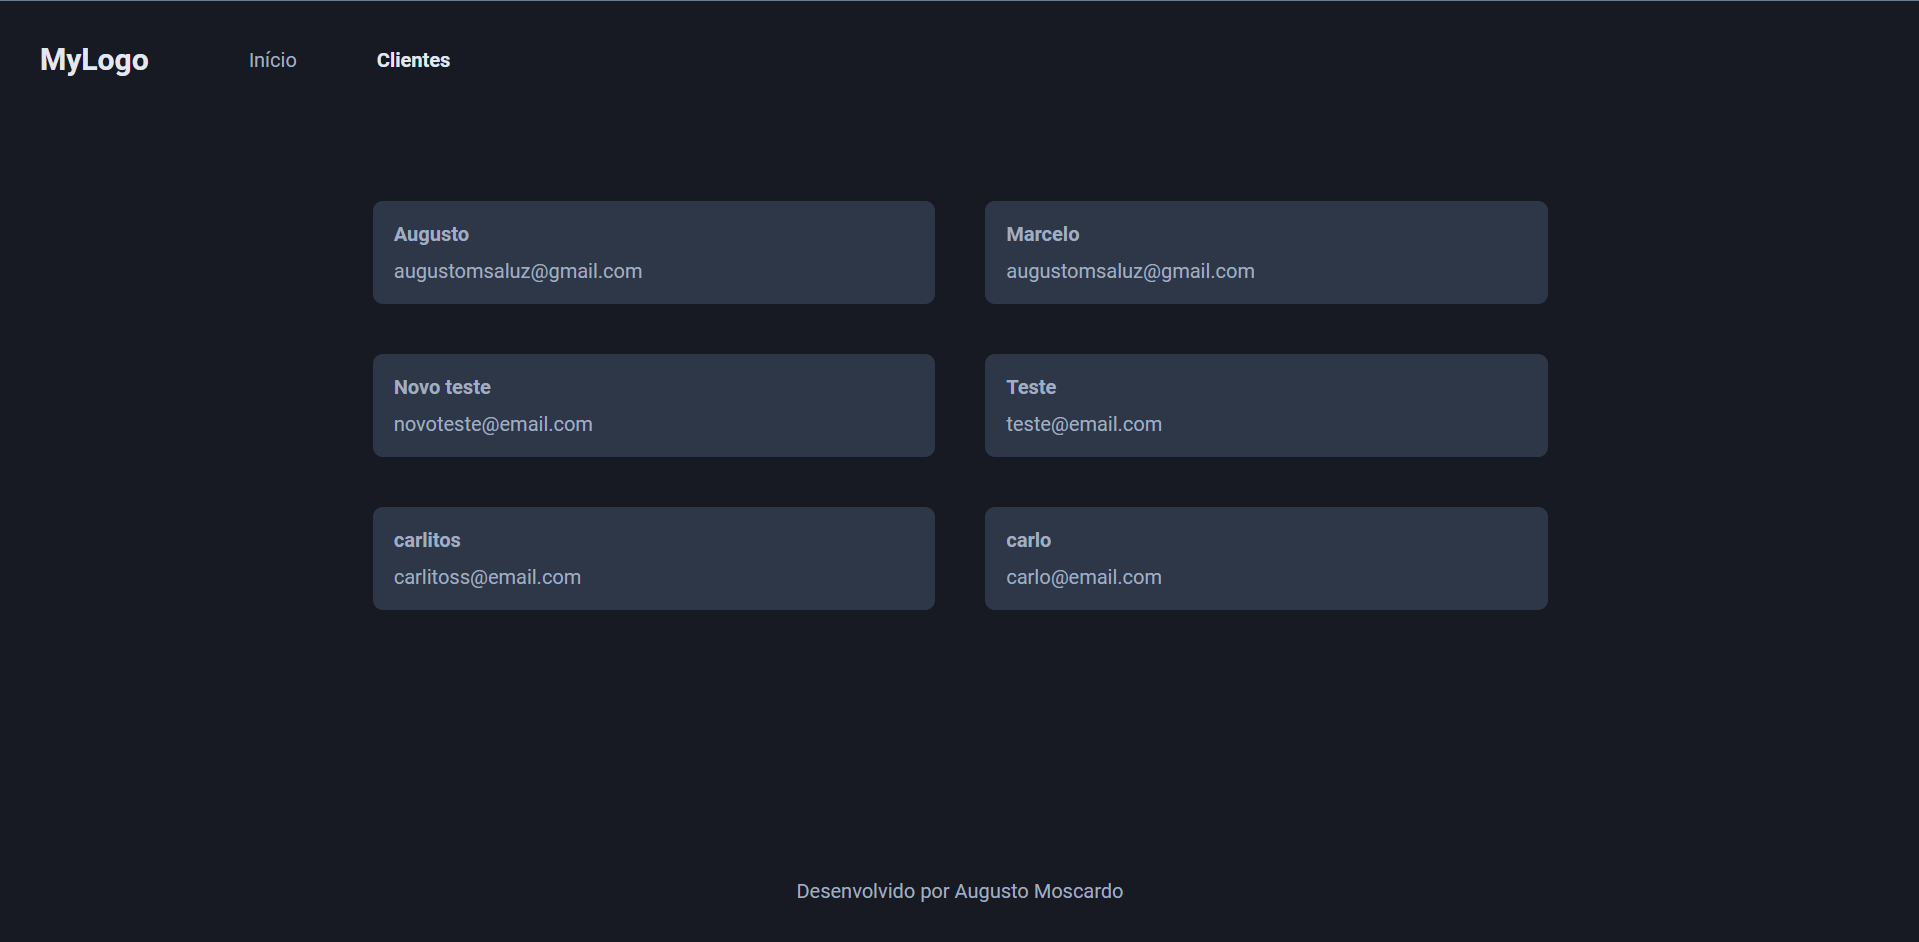 MyLogo Início Clientes
Augusto
augustomsaluz@gmail.com
Marcelo
augustomsaluz@gmail.com
Novo teste
novoteste@email.com
Teste
teste@email.com
carlitos
carlitoss@email.com
carlo
carlo@email.com
Desenvolvido por Augusto Moscardo